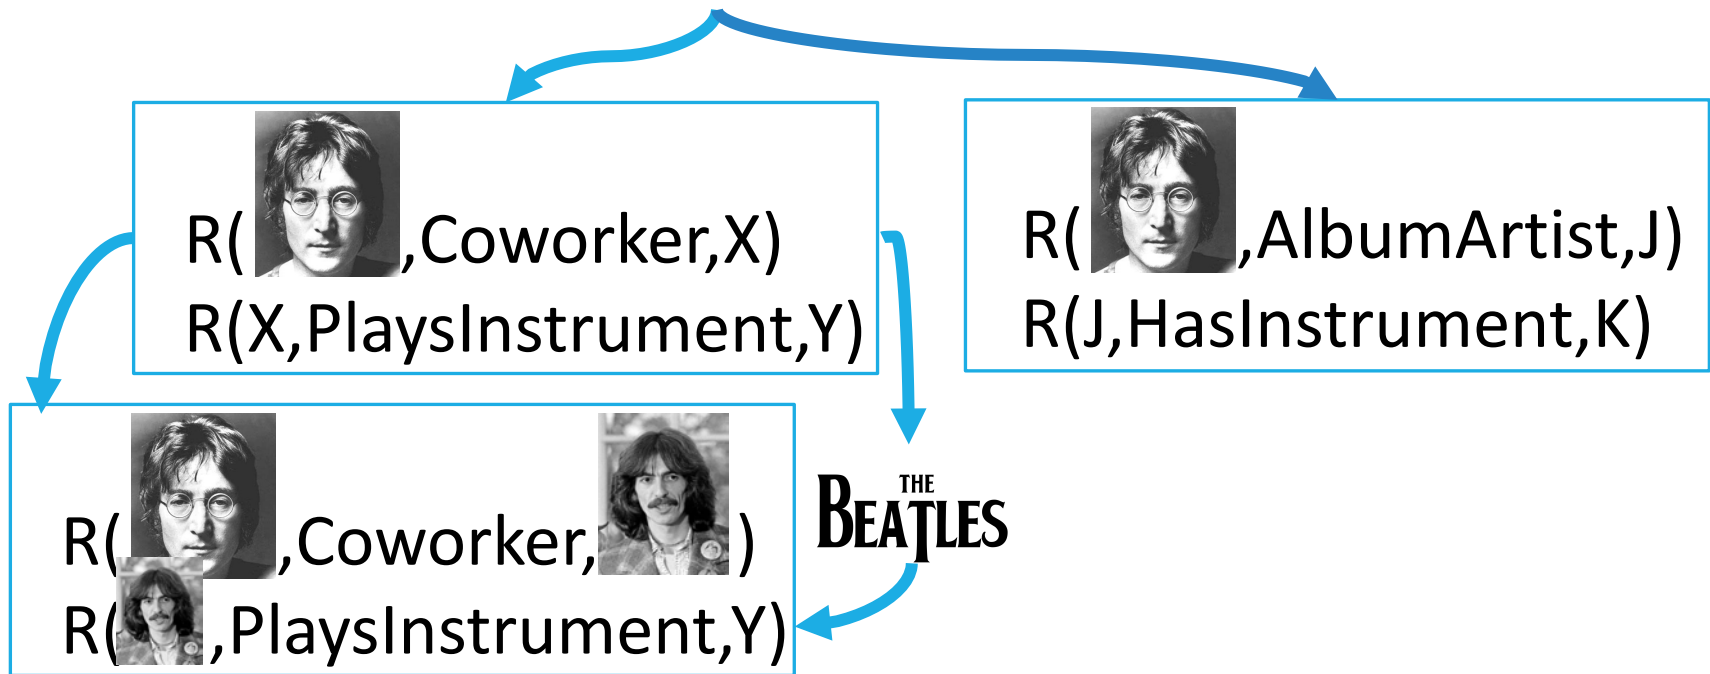 R( ,Coworker,X)
R(X,PlaysInstrument,Y)
R( ,AlbumArtist,J)
R(J,HasInstrument,K)
R( ,Coworker, )
R( ,PlaysInstrument,Y)
THE
BEATLES